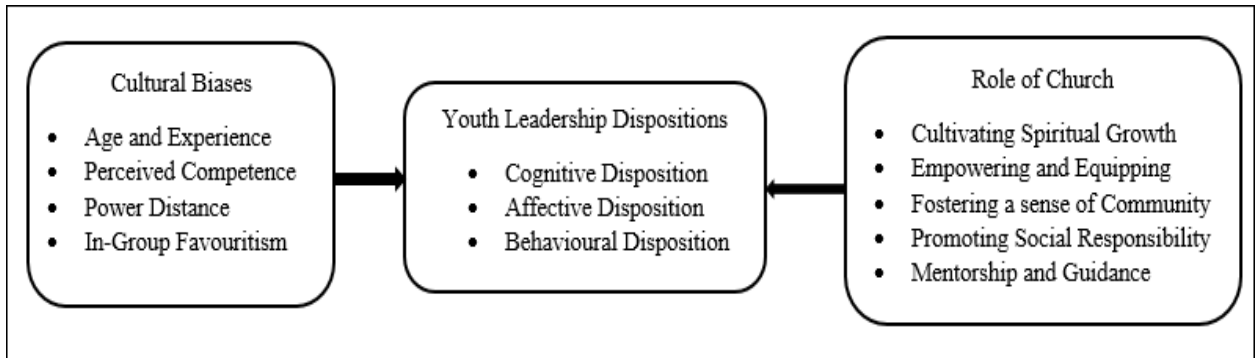 Cultural Biases
• Age and Experience
• Perceived Competence
• Power Distance
• In-Group Favouritism
Youth Leadership Dispositions
• Cognitive Disposition
• Affective Disposition
• Behavioural Disposition
Role of Church
• Cultivating Spiritual Growth
• Empowering and Equipping
• Fostering a sense of Community
• Promoting Social Responsibility
• Mentorship and Guidance